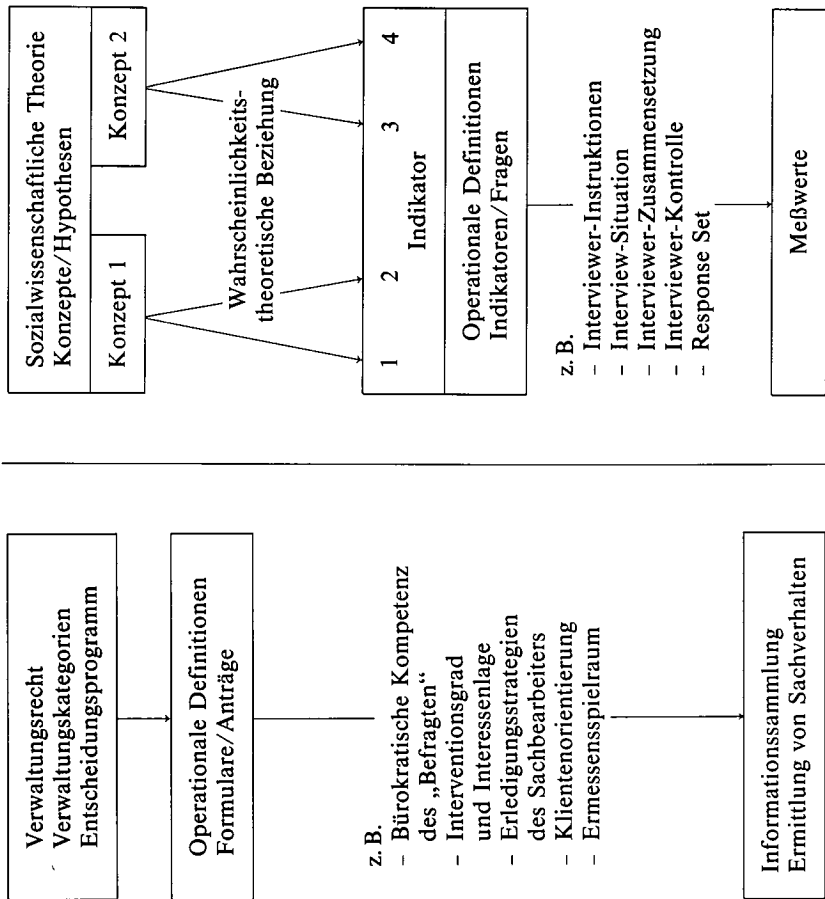 Verwaltungsrecht
Verwaltungskategorien
Entscheidungsprogramm
Operationale Definitionen
Formulare/Anträge
z. B.
– Bürokratische Kompetenz
des „Befragten“
– Interventionsgrad
und Interessenlage
– Erledigungsstrategien
des Sachbearbeiters
– Klientenorientierung
– Ermessensspielraum
Informationssammlung
Ermittlung von Sachverhalten
Sozialwissenschaftliche Theorie
Konzepte/Hypothesen
Konzept 1
Konzept 2
Wahrscheinlichkeits-
theoretische Beziehung
1 2 3 4
Indikator
Operationale Definitionen
Indikatoren/Fragen
z. B.
– Interviewer-Instruktionen
– Interview-Situation
– Interviewer-Zusammensetzung
– Interviewer-Kontrolle
– Response Set
Meßwerte